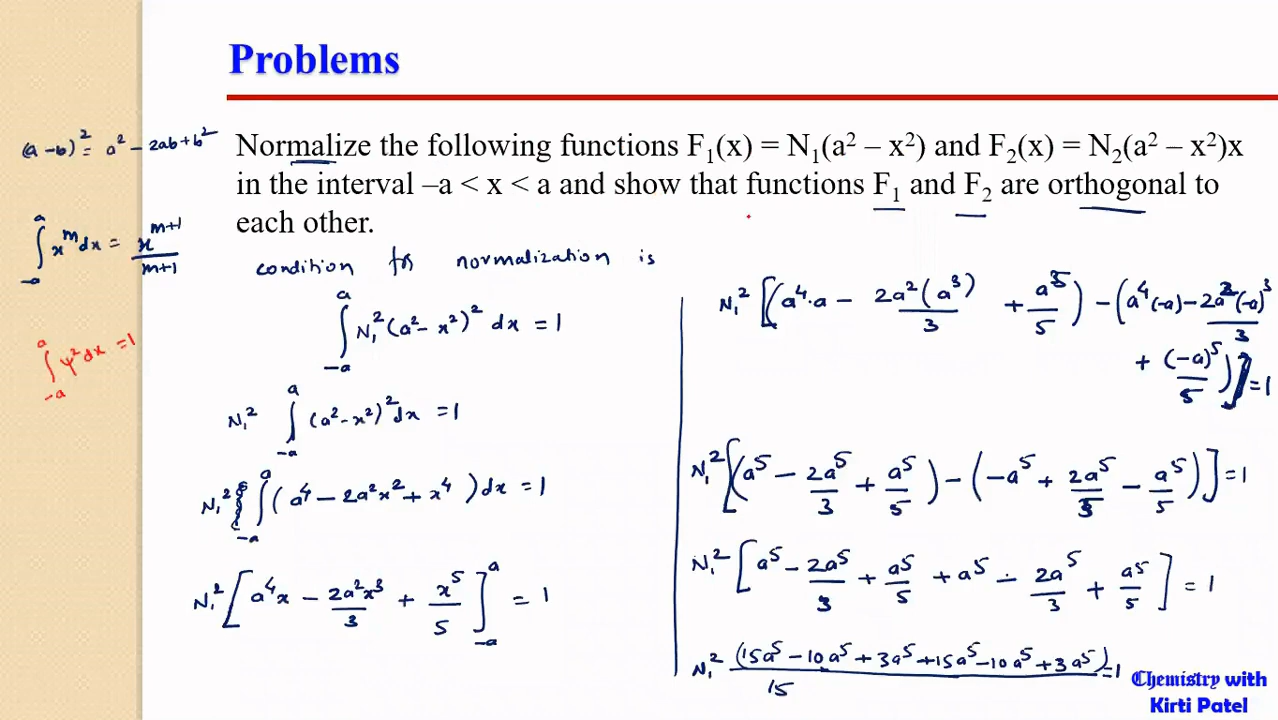 Problems
Normalize the following functions F₁(x) = N₁(a² – x²) and F₂(x) = N₂(a² – x²)x
in the interval –a < x < a and show that functions F₁ and F₂ are orthogonal to
each other.
(a - b)² = a² - 2ab + b²
∫₋ₐᵃ xᵐ dx = xᵐ⁺¹/m+1
∫₋ₐᵃ ψ² dx = 1
condition for normalization is
∫₋ₐᵃ N₁² (a² - x²)² dx = 1
N₁² ∫₋ₐᵃ (a² - x²)² dx = 1
N₁² ∫₋ₐᵃ (a⁴ - 2a²x² + x⁴) dx = 1
N₁² [a⁴x - 2a²x³/3 + x⁵/5]₋ₐᵃ = 1
N₁² [(a⁴·a - 2a²(a³)/3 + a⁵/5) - (a⁴(-a) - 2a²(-a)³/3
+ (-a)⁵/5)] = 1
N₁² [(a⁵ - 2a⁵/3 + a⁵/5) - (-a⁵ + 2a⁵/3 - a⁵/5)] = 1
N₁² [a⁵ - 2a⁵/3 + a⁵/5 + a⁵ - 2a⁵/3 + a⁵/5] = 1
N₁² (15a⁵ - 10a⁵ + 3a⁵ + 15a⁵ - 10a⁵ + 3a⁵)/15 = 1
Chemistry with
Kirti Patel